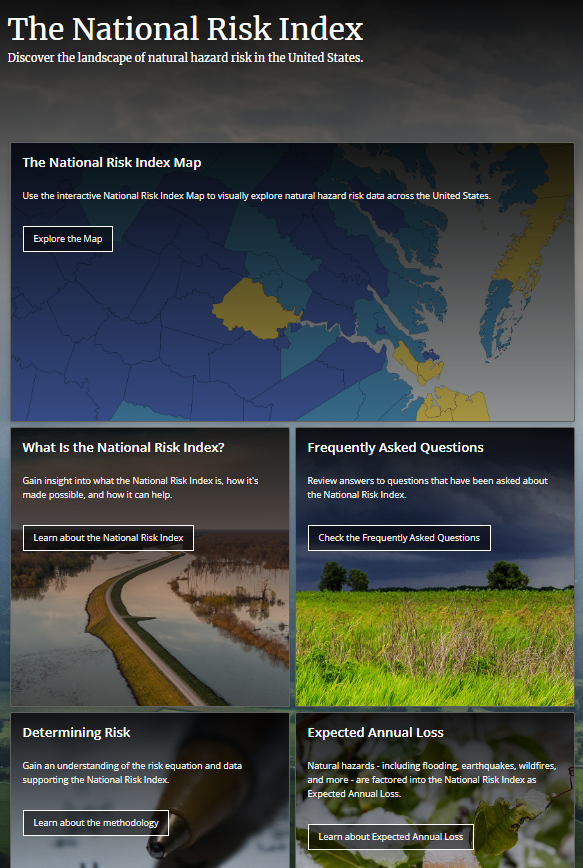 The National Risk Index
Discover the landscape of natural hazard risk in the United States.
The National Risk Index Map
Use the interactive National Risk Index Map to visually explore natural hazard risk data across the United States.
Explore the Map
What Is the National Risk Index?
Gain insight into what the National Risk Index is, how it's
made possible, and how it can help.
Learn about the National Risk Index
Frequently Asked Questions
Review answers to questions that have been asked about
the National Risk Index.
Check the Frequently Asked Questions
Determining Risk
Gain an understanding of the risk equation and data
supporting the National Risk Index.
Learn about the methodology
Expected Annual Loss
Natural hazards - including flooding, earthquakes, wildfires,
and more - are factored into the National Risk Index as
Expected Annual Loss.
Learn about Expected Annual Loss